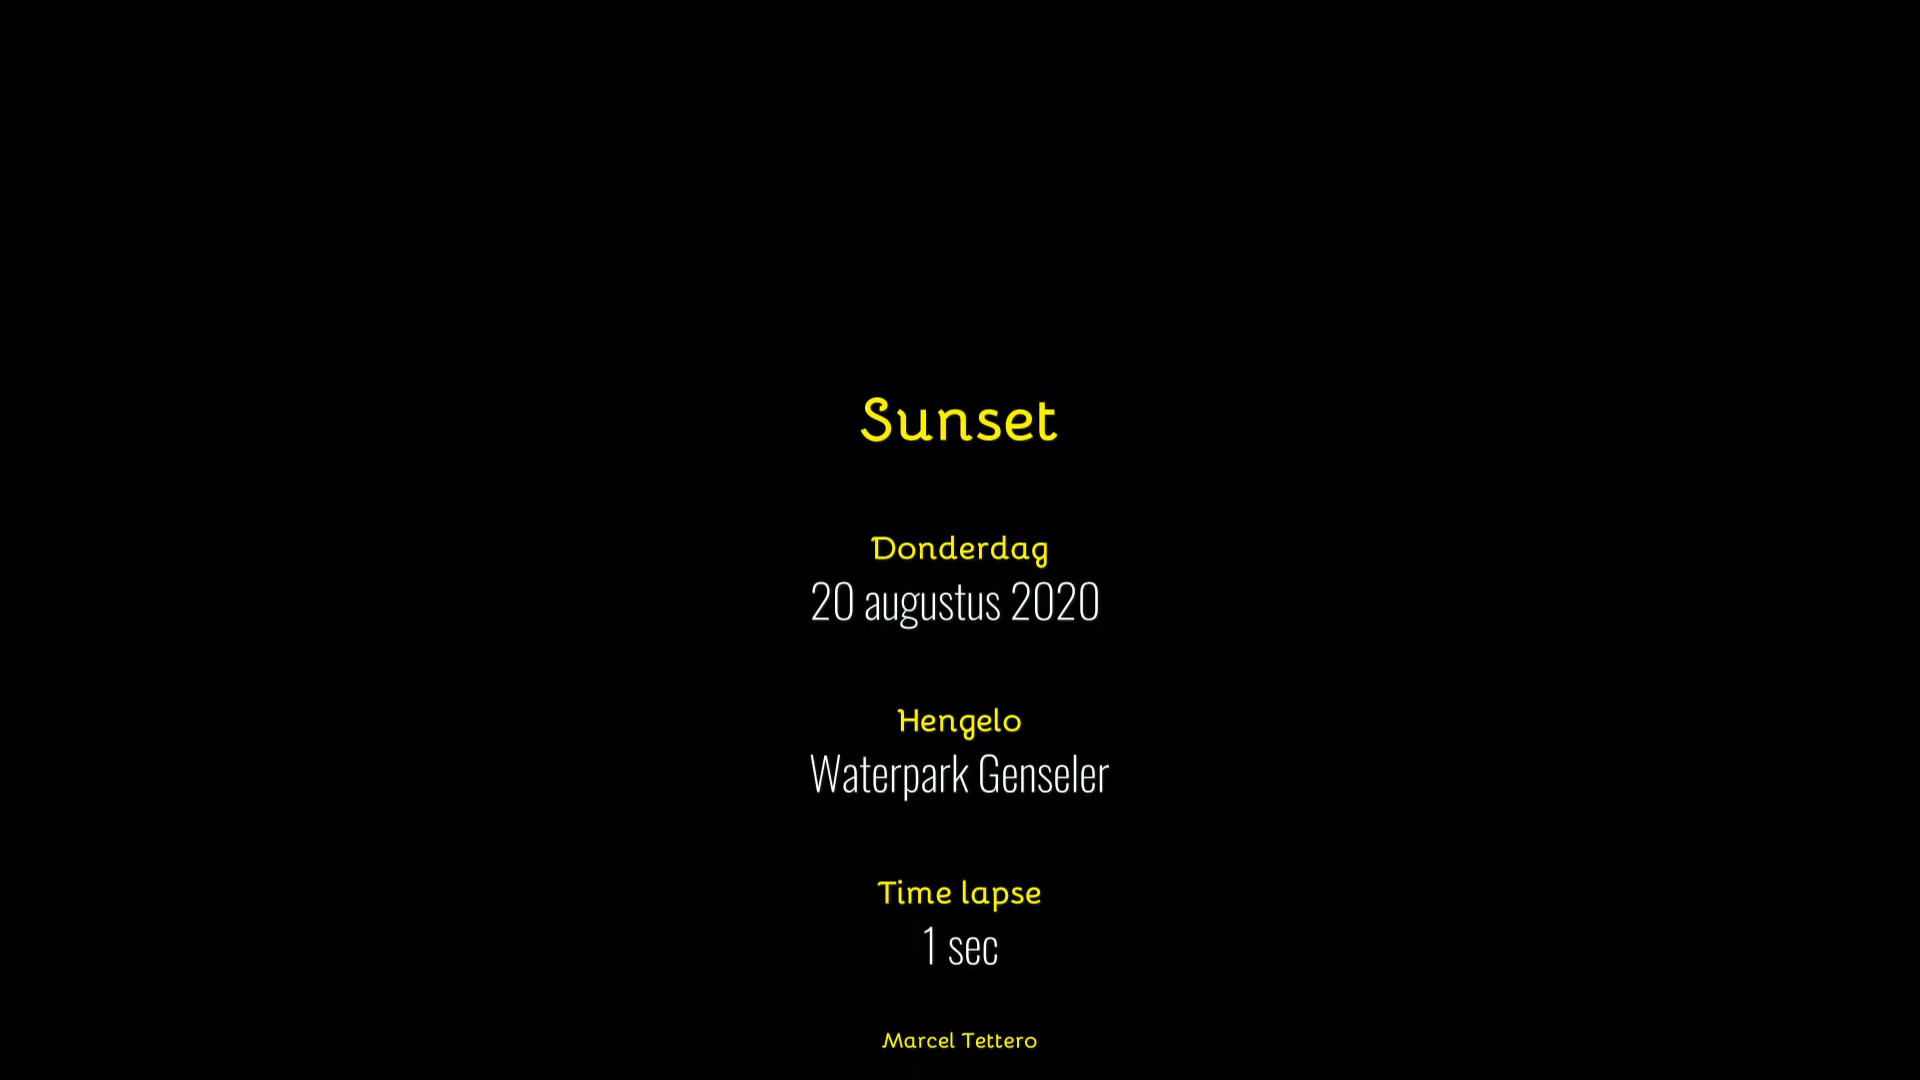 Sunset
Donderdag
20 augustus 2020
Hengelo
Waterpark Genseler
Time lapse
1 sec
Marcel Tettero